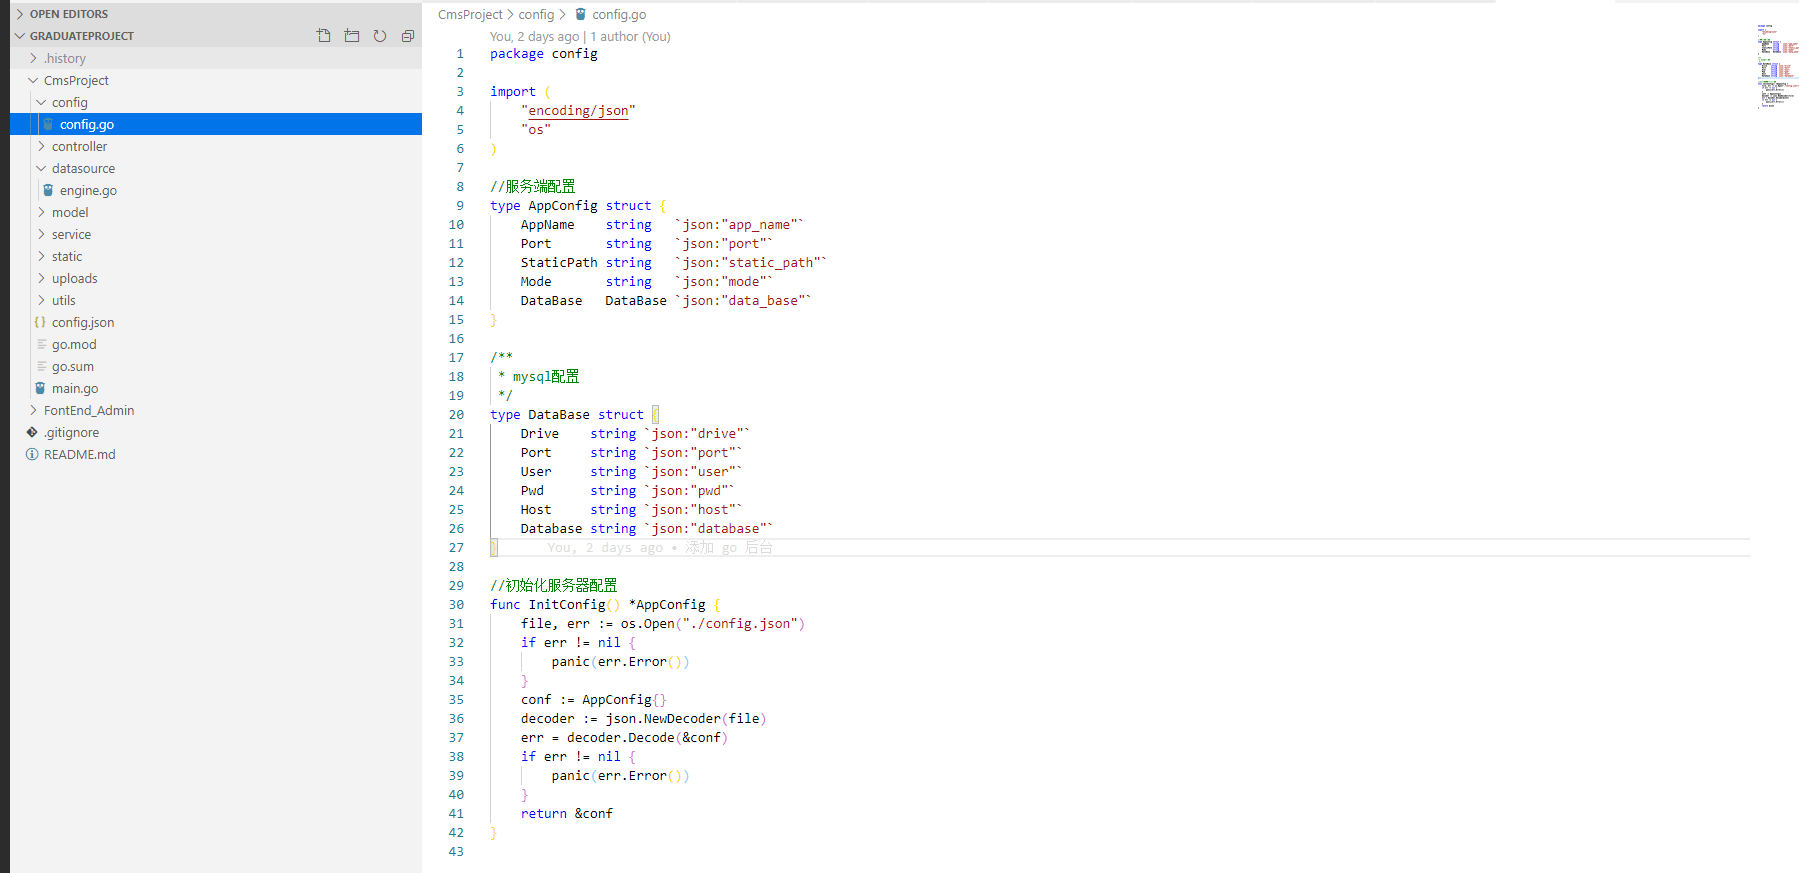 OPEN EDITORS
GRADUATEPROJECT
.history
CmsProject
config
config.go
controller
datasource
engine.go
model
service
static
uploads
utils
{} config.json
go.mod
go.sum
main.go
FontEnd_Admin
.gitignore
README.md
CmsProject > config > config.go
You, 2 days ago | 1 author (You)
1 package config
2
3 import (
4 "encoding/json"
5 "os"
6 )
7
8 //服务端配置
9 type AppConfig struct {
10 AppName string `json:"app_name"`
11 Port string `json:"port"`
12 StaticPath string `json:"static_path"`
13 Mode string `json:"mode"`
14 DataBase DataBase `json:"data_base"`
15 }
16
17 /**
18 * mysql配置
19 */
20 type DataBase struct {
21 Drive string `json:"drive"`
22 Port string `json:"port"`
23 User string `json:"user"`
24 Pwd string `json:"pwd"`
25 Host string `json:"host"`
26 Database string `json:"database"`
27 } You, 2 days ago • 添加 go 后台
28
29 //初始化服务器配置
30 func InitConfig() *AppConfig {
31 file, err := os.Open("./config.json")
32 if err != nil {
33 panic(err.Error())
34 }
35 conf := AppConfig{}
36 decoder := json.NewDecoder(file)
37 err = decoder.Decode(&conf)
38 if err != nil {
39 panic(err.Error())
40 }
41 return &conf
42 }
43